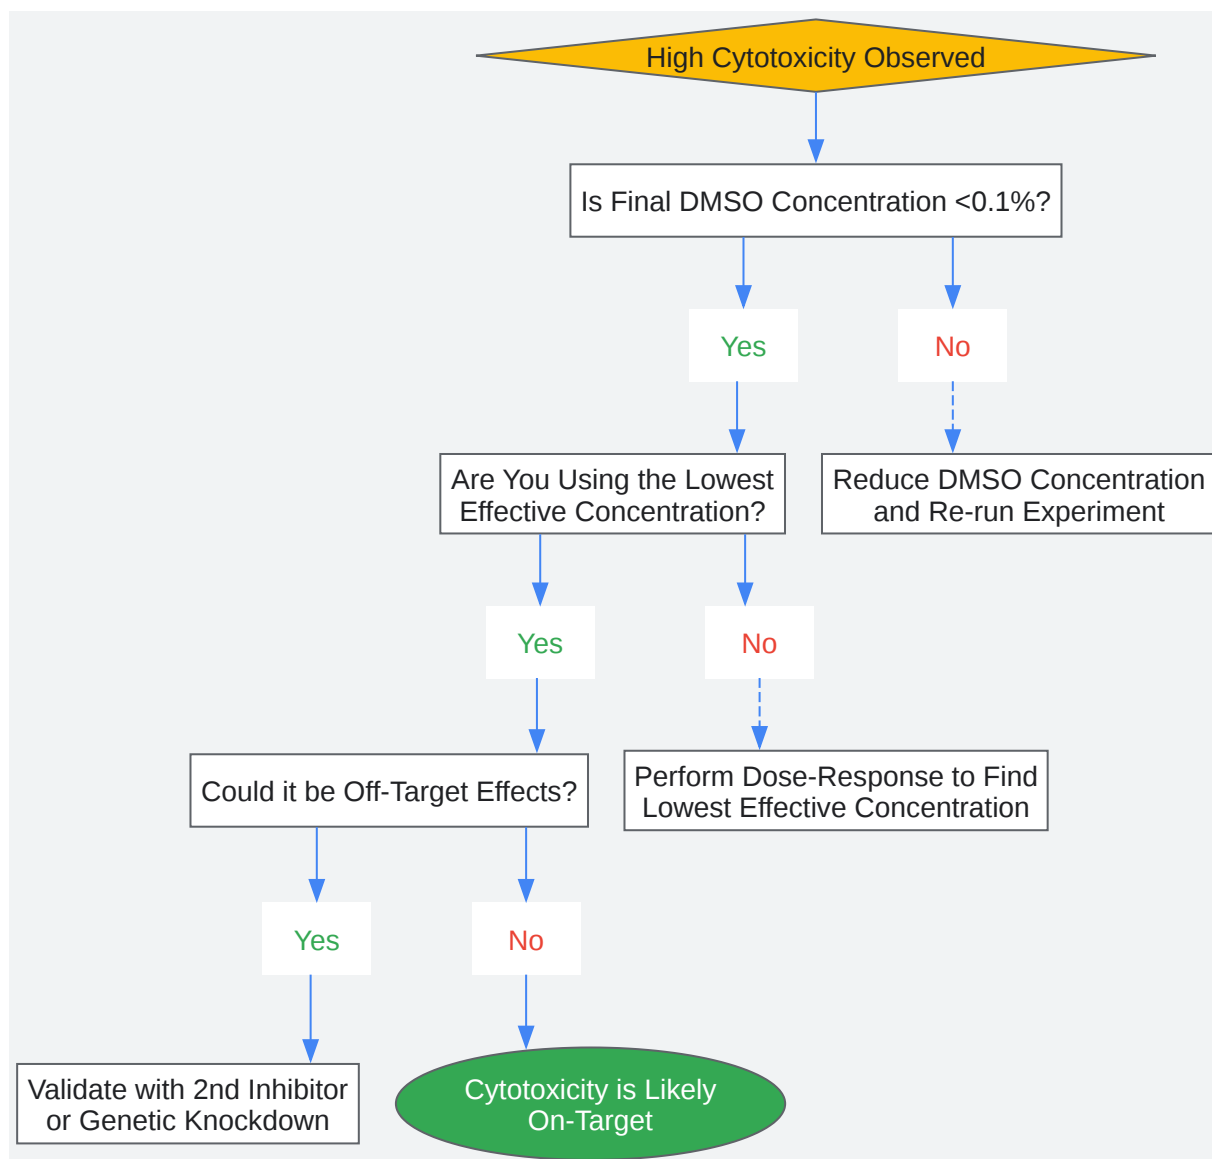 High Cytotoxicity Observed
Is Final DMSO Concentration <0.1%?
Yes
No
Are You Using the Lowest
Effective Concentration?
Reduce DMSO Concentration
and Re-run Experiment
Yes
No
Could it be Off-Target Effects?
Perform Dose-Response to Find
Lowest Effective Concentration
Yes
No
Validate with 2nd Inhibitor
or Genetic Knockdown
Cytotoxicity is Likely
On-Target